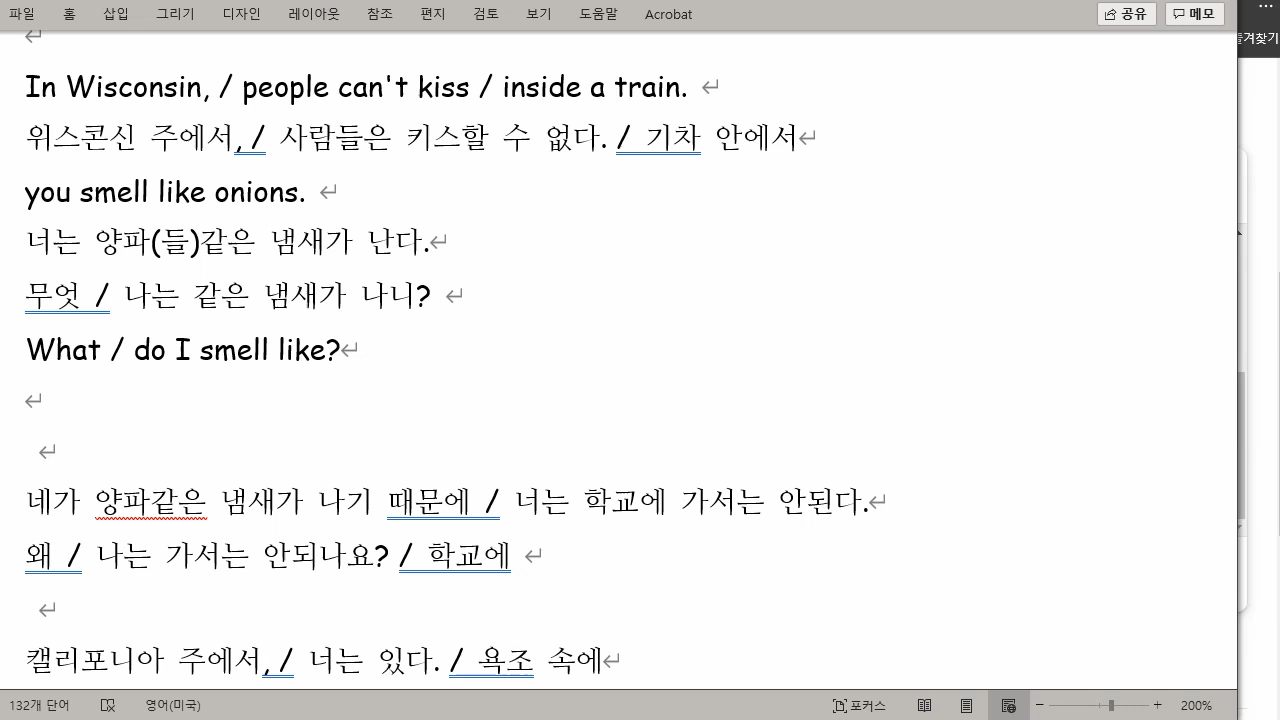 파일 홈 삽입 그리기 디자인 레이아웃 참조 편지 검토 보기 도움말 Acrobat 공유 메모
In Wisconsin, / people can't kiss / inside a train.
위스콘신 주에서, / 사람들은 키스할 수 없다. / 기차 안에서
you smell like onions.
너는 양파(들)같은 냄새가 난다.
무엇 / 나는 같은 냄새가 나니?
What / do I smell like?
네가 양파같은 냄새가 나기 때문에 / 너는 학교에 가서는 안된다.
왜 / 나는 가서는 안되나요? / 학교에
캘리포니아 주에서, / 너는 있다. / 욕조 속에
132개 단어 영어(미국) 포커스 200%